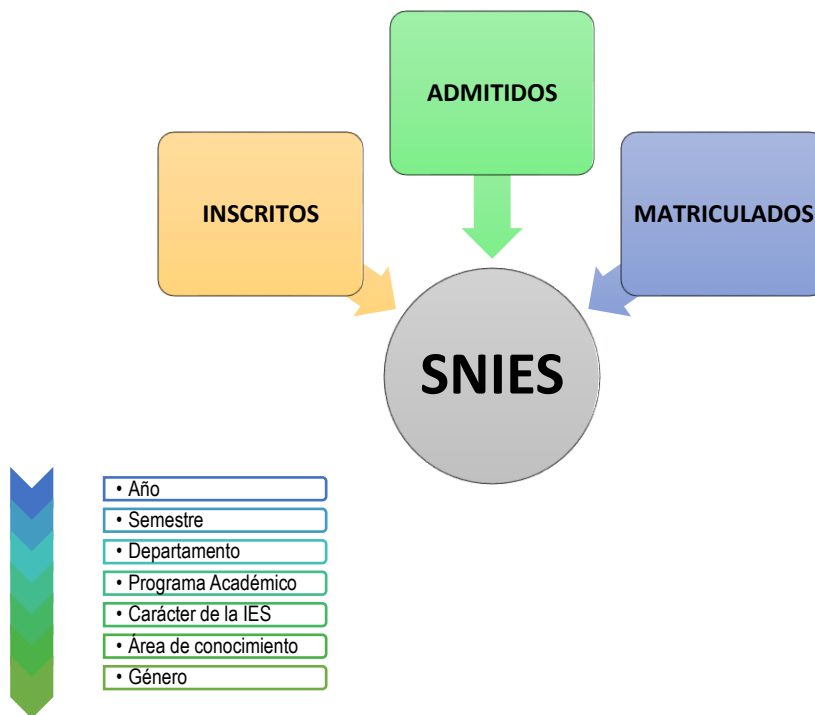 ADMITIDOS
INSCRITOS
MATRICULADOS
SNIES
• Año
• Semestre
• Departamento
• Programa Académico
• Carácter de la IES
• Área de conocimiento
• Género